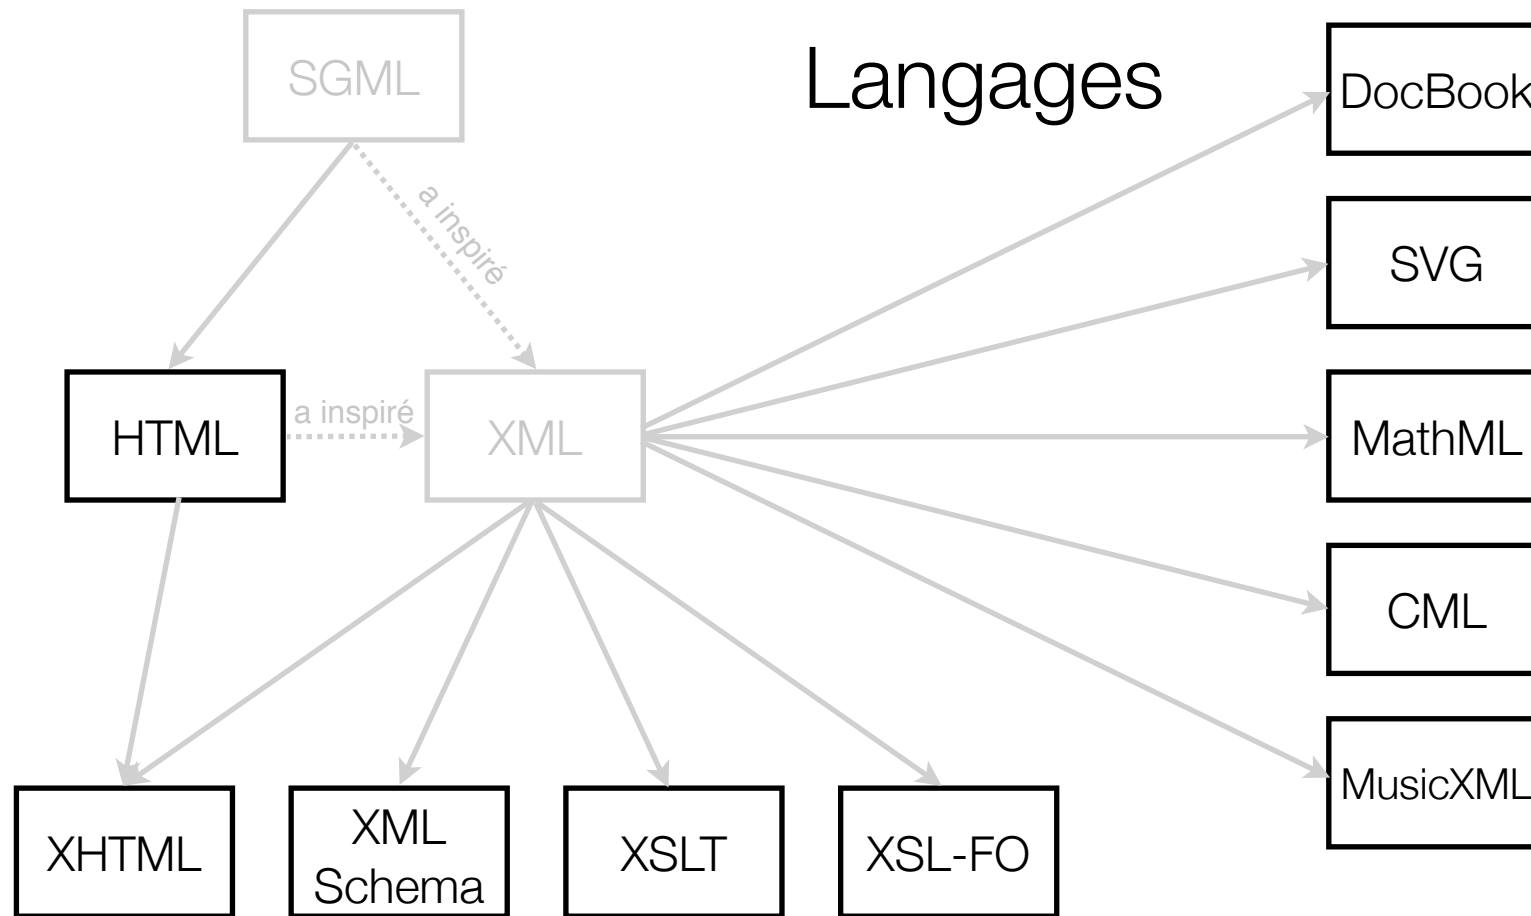 SGML
Langages
DocBook
a inspiré
SVG
HTML
a inspiré
XML
MathML
CML
MusicXML
XHTML
XML
Schema
XSLT
XSL-FO